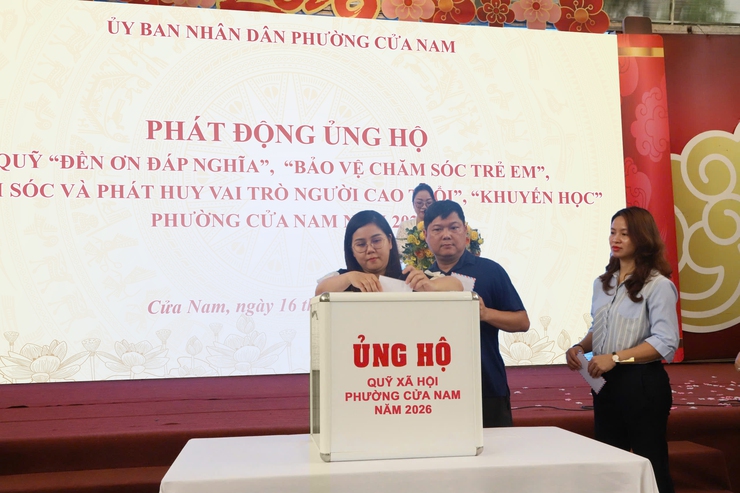 ỦY BAN NHÂN DÂN PHƯỜNG CỬA NAM
PHÁT ĐỘNG ỦNG HỘ
QUỸ “ĐỀN ƠN ĐÁP NGHĨA”, “BẢO VỆ CHĂM SÓC TRẺ EM”,
SÓC VÀ PHÁT HUY VAI TRÒ NGƯỜI CAO TUỔI”, “KHUYẾN HỌC”
PHƯỜNG CỬA NAM NĂM
Cửa Nam, ngày 16
ỦNG HỘ
QUỸ XÃ HỘI
PHƯỜNG CỬA NAM
NĂM 2026